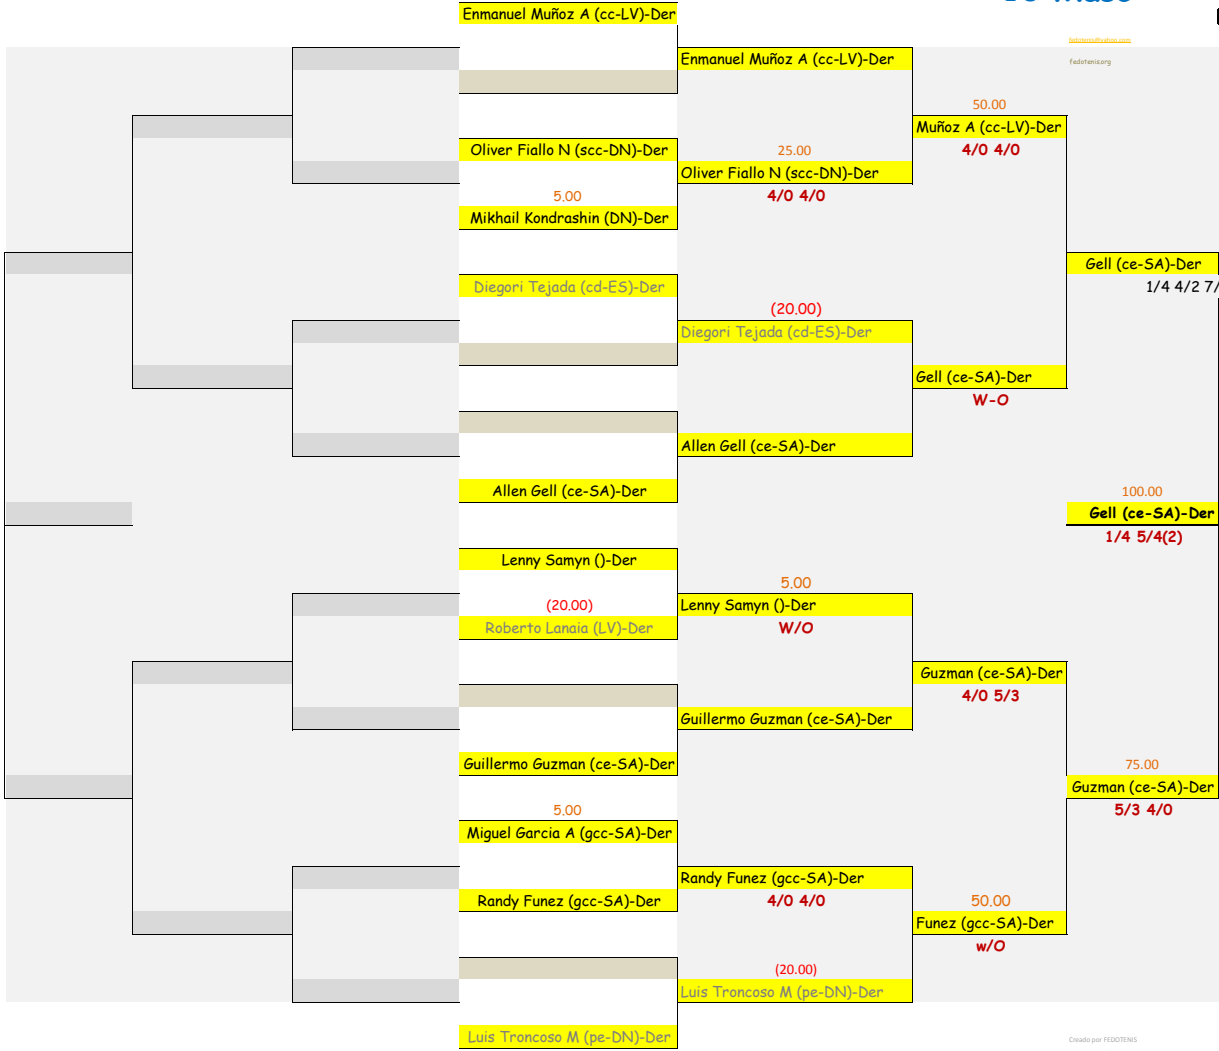 Enmanuel Muñoz A (cc-LV)-Der
fedotenis@yahoo.com
Enmanuel Muñoz A (cc-LV)-Der
fedotenis.org
50.00
Muñoz A (cc-LV)-Der
Oliver Fiallo N (scc-DN)-Der
25.00
4/0 4/0
Oliver Fiallo N (scc-DN)-Der
5.00
4/0 4/0
Mikhail Kondrashin (DN)-Der
Gell (ce-SA)-Der
Diegori Tejada (cd-ES)-Der
1/4 4/2 7/
(20.00)
Diegori Tejada (cd-ES)-Der
Gell (ce-SA)-Der
W-O
Allen Gell (ce-SA)-Der
Allen Gell (ce-SA)-Der
100.00
Gell (ce-SA)-Der
1/4 5/4(2)
Lenny Samyn ()-Der
5.00
(20.00)
Lenny Samyn ()-Der
Roberto Lanaia (LV)-Der
W/O
Guzman (ce-SA)-Der
4/0 5/3
Guillermo Guzman (ce-SA)-Der
Guillermo Guzman (ce-SA)-Der
75.00
Guzman (ce-SA)-Der
5.00
5/3 4/0
Miguel Garcia A (gcc-SA)-Der
Randy Funez (gcc-SA)-Der
Randy Funez (gcc-SA)-Der
4/0 4/0
50.00
Funez (gcc-SA)-Der
w/O
(20.00)
Luis Troncoso M (pe-DN)-Der
Luis Troncoso M (pe-DN)-Der
Creado por FEDOTENIS